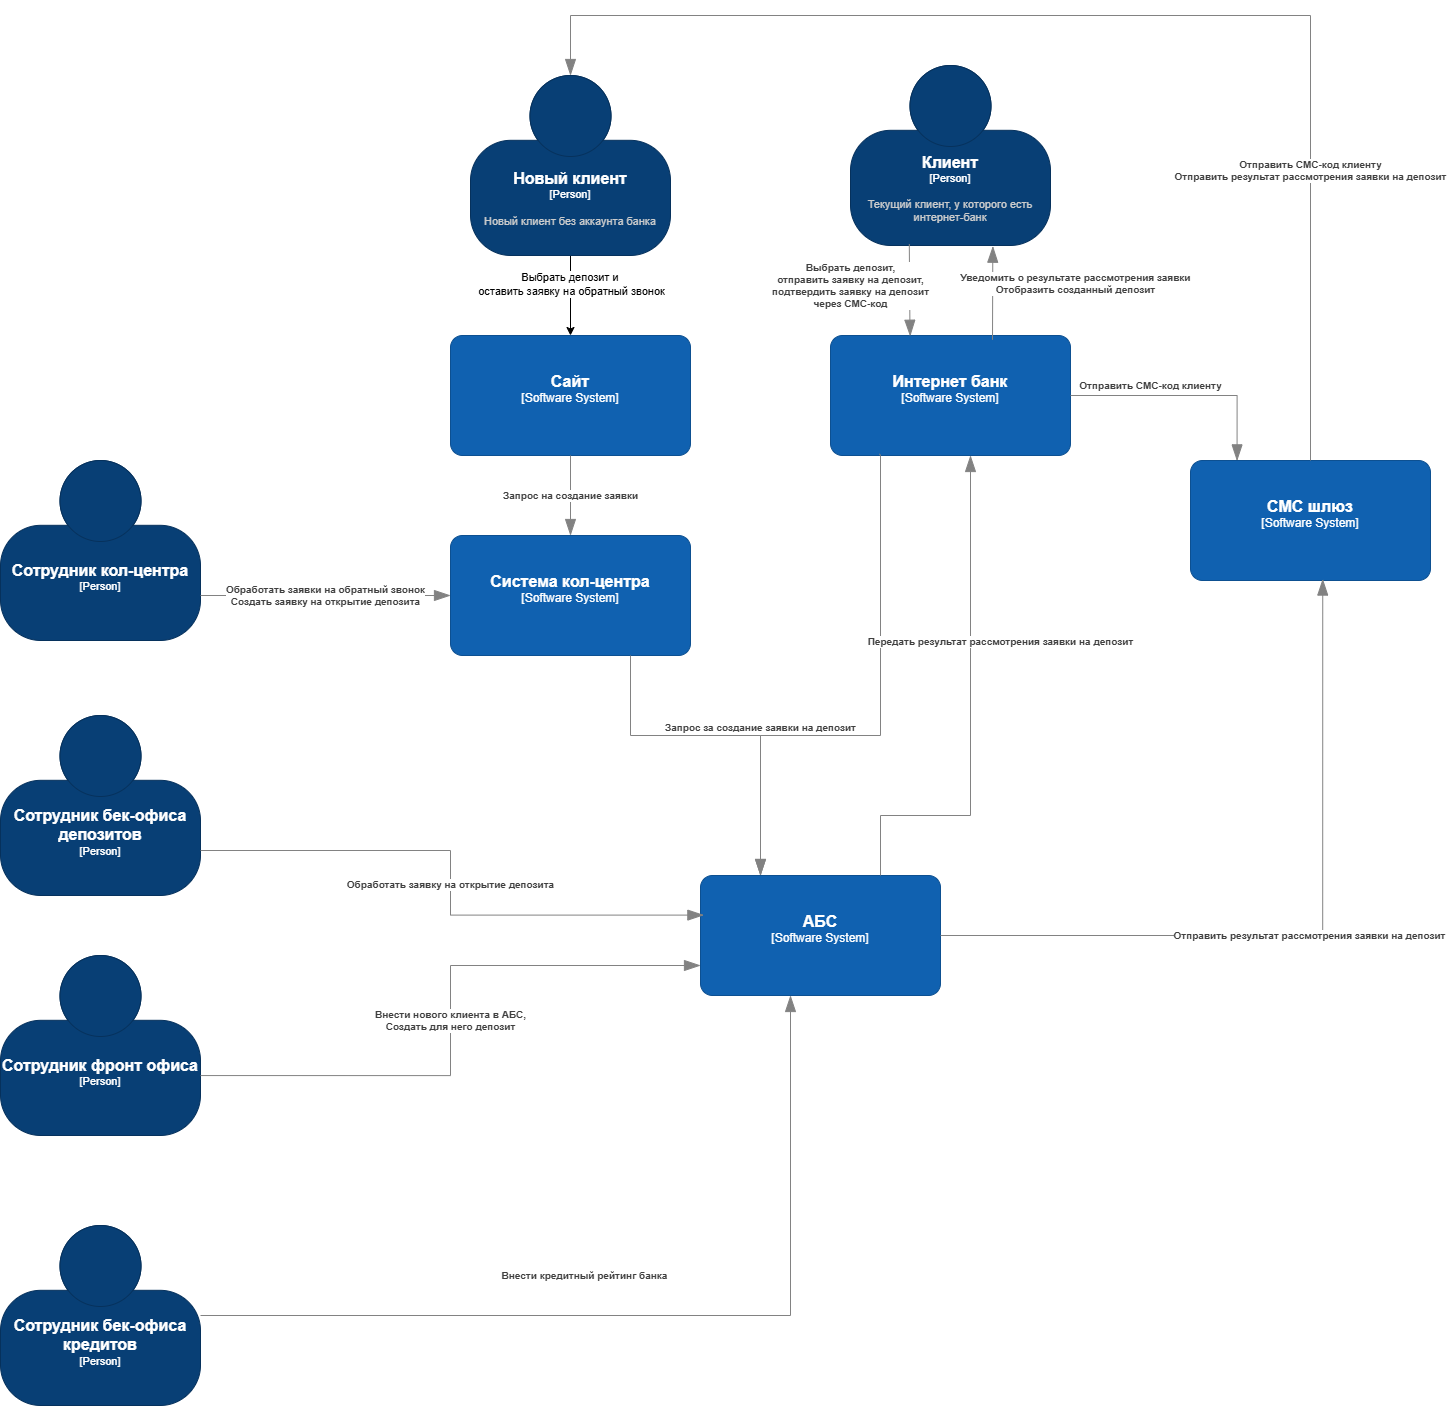 Новый клиент
[Person]
Новый клиент без аккаунта банка
Клиент
[Person]
Текущий клиент, у которого есть
интернет-банк
Отправить СМС-код клиенту
Отправить результат рассмотрения заявки на депозит
Выбрать депозит и
оставить заявку на обратный звонок
Выбрать депозит,
отправить заявку на депозит,
подтвердить заявку на депозит
через СМС-код
Уведомить о результате рассмотрения заявки
Отобразить созданный депозит
Сайт
[Software System]
Интернет банк
[Software System]
Отправить СМС-код клиенту
Запрос на создание заявки
СМС шлюз
[Software System]
Сотрудник кол-центра
[Person]
Обработать заявки на обратный звонок
Создать заявку на открытие депозита
Система кол-центра
[Software System]
Передать результат рассмотрения заявки на депозит
Запрос за создание заявки на депозит
Сотрудник бек-офиса
депозитов
[Person]
Обработать заявку на открытие депозита
АБС
[Software System]
Отправить результат рассмотрения заявки на депозит
Внести нового клиента в АБС,
Создать для него депозит
Сотрудник фронт офиса
[Person]
Внести кредитный рейтинг банка
Сотрудник бек-офиса
кредитов
[Person]